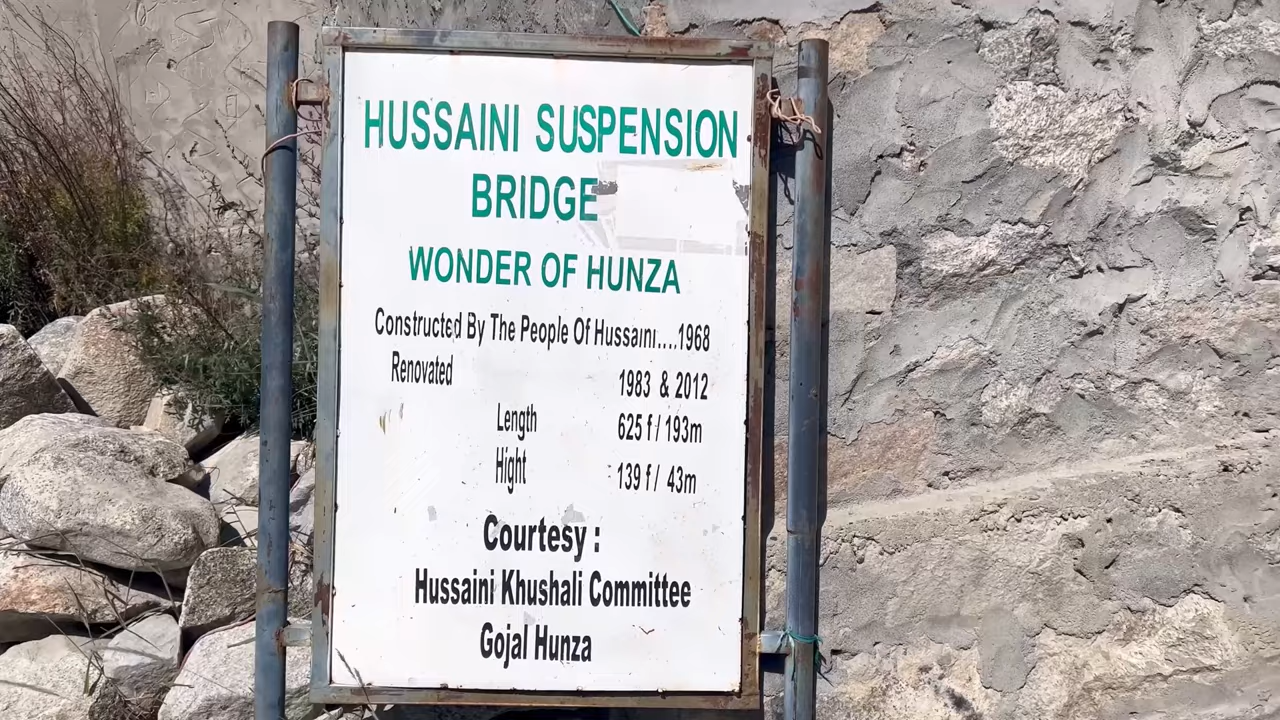 HUSSAINI SUSPENSION
BRIDGE
WONDER OF HUNZA
Constructed By The People Of Hussaini....1968
Renovated 1983 & 2012
Length 625 f / 193m
Hight 139 f / 43m
Courtesy :
Hussaini Khushali Committee
Gojal Hunza